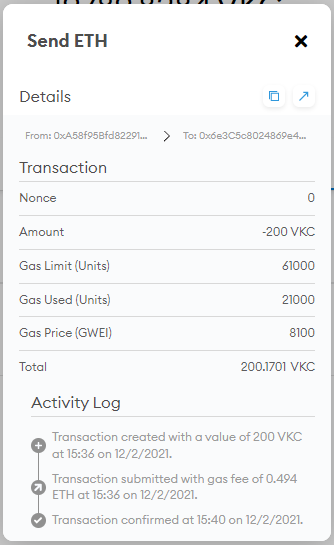 Send ETH
Details
From: 0xA58f95Bfd82291... To: 0x6e3C5c8024869e4...
Transaction
Nonce 0
Amount -200 VKC
Gas Limit (Units) 61000
Gas Used (Units) 21000
Gas Price (GWEI) 8100
Total 200.1701 VKC
Activity Log
Transaction created with a value of 200 VKC
at 15:36 on 12/2/2021.
Transaction submitted with gas fee of 0.494
ETH at 15:36 on 12/2/2021.
Transaction confirmed at 15:40 on 12/2/2021.